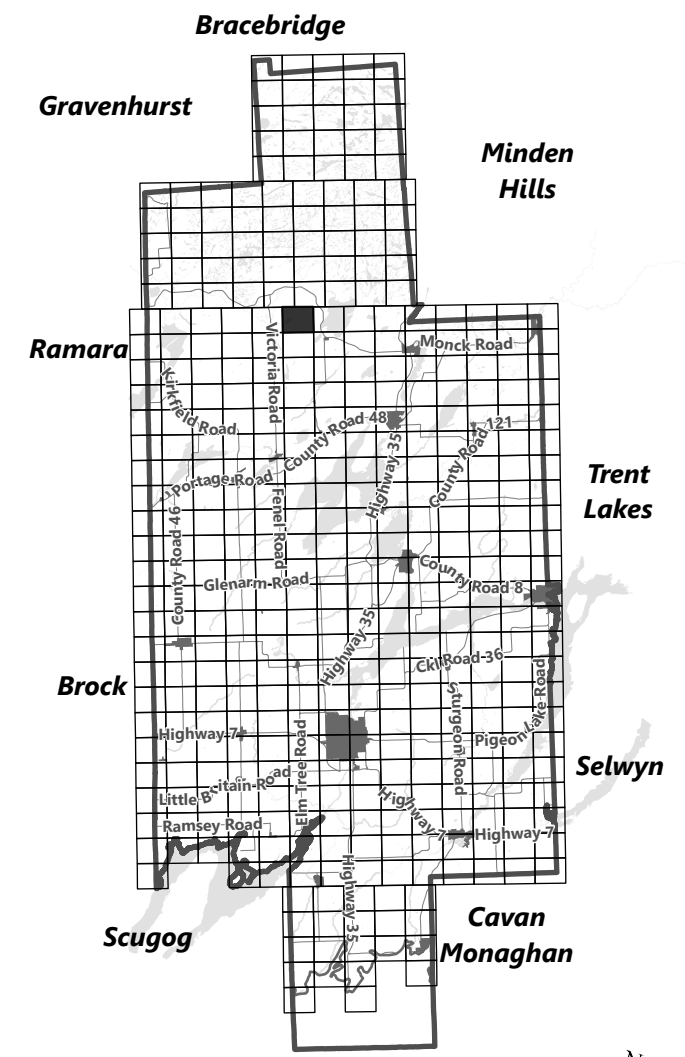 Bracebridge
Gravenhurst
Minden
Hills
Ramara
Victoria Road
Monck Road
Kirkfield Road
County Road 48
County Road 121
Highway 35
Portage Road
Trent
Lakes
Fenel Road
County Road 46
Glenarm Road
County Road 8
Highway 35
Ckl Road 36
Brock
Sturgeon Road
Pigeon Lake Road
Highway 7
Elm Tree Road
Selwyn
Little Britain Road
Highway 7
Highway 7
Ramsey Road
Highway 35
Cavan
Monaghan
Scugog
N